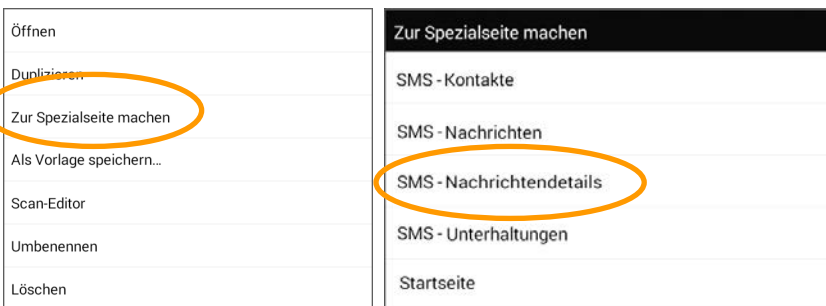 Öffnen
Duplizieren
Zur Spezialseite machen
Als Vorlage speichern...
Scan-Editor
Umbenennen
Löschen
Zur Spezialseite machen
SMS - Kontakte
SMS - Nachrichten
SMS - Nachrichtendetails
SMS - Unterhaltungen
Startseite